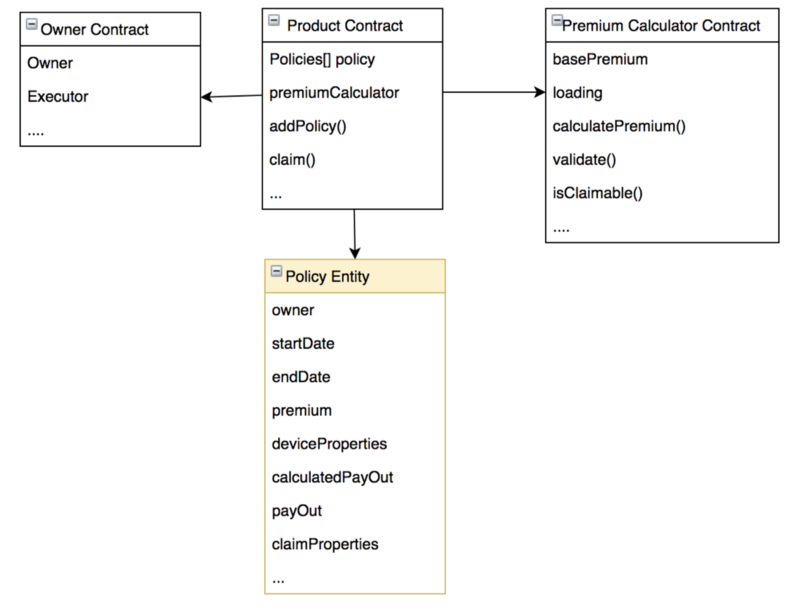 Owner Contract
Owner
Executor
....
Product Contract
Policies[] policy
premiumCalculator
addPolicy()
claim()
...
Premium Calculator Contract
basePremium
loading
calculatePremium()
validate()
isClaimable()
....
Policy Entity
owner
startDate
endDate
premium
deviceProperties
calculatedPayOut
payOut
claimProperties
...